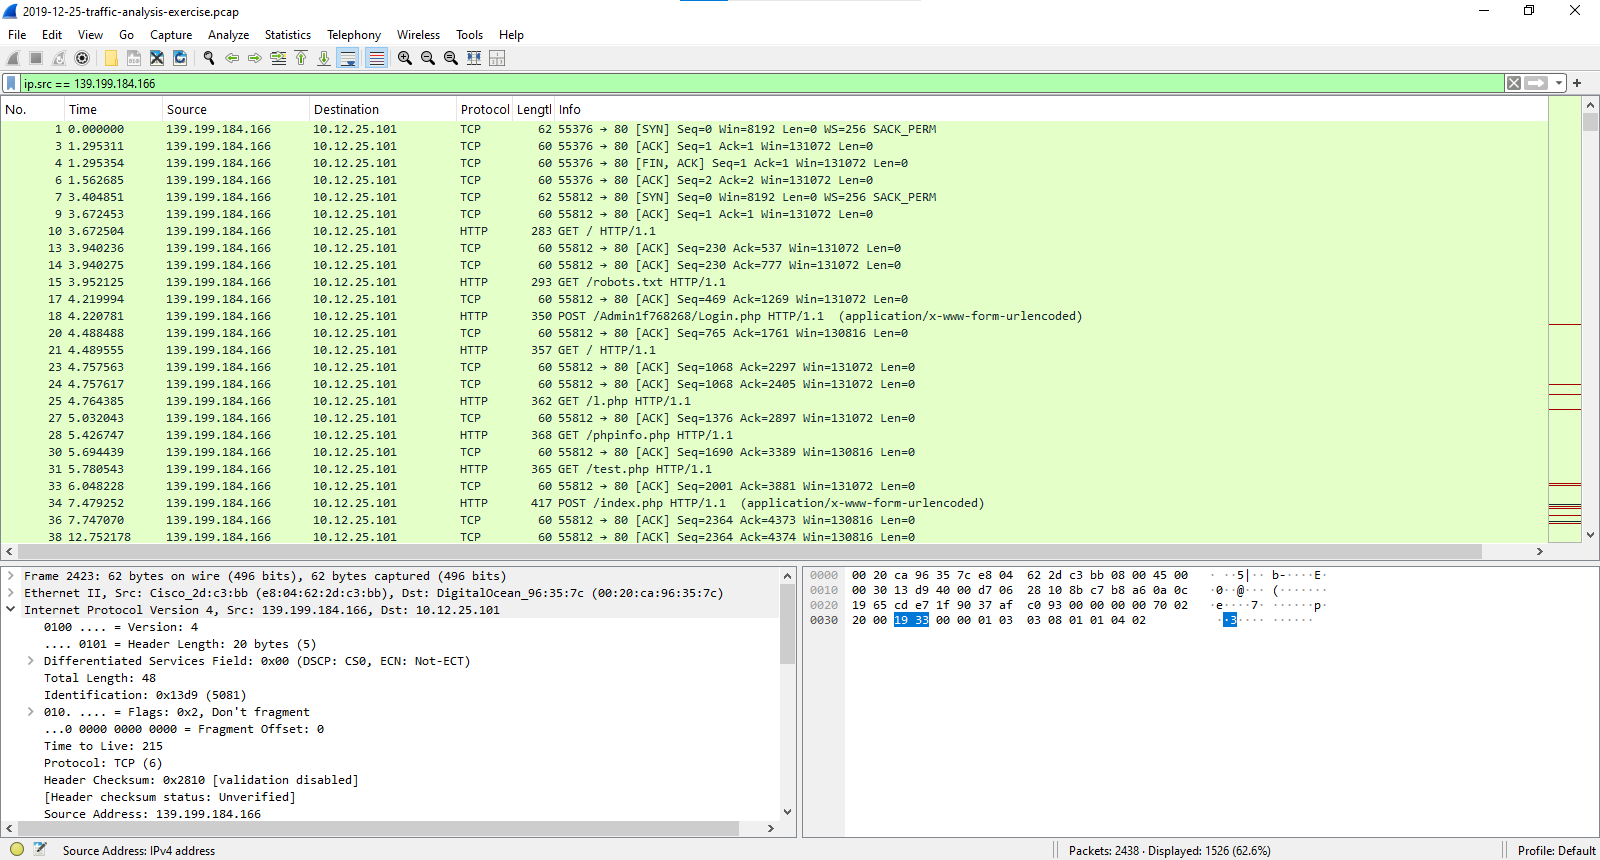 2019-12-25-traffic-analysis-exercise.pcap
File Edit View Go Capture Analyze Statistics Telephony Wireless Tools Help
ip.src == 139.199.184.166
No. Time Source Destination Protocol Lengtl Info
1 0.000000 139.199.184.166 10.12.25.101 TCP 62 55376 → 80 [SYN] Seq=0 Win=8192 Len=0 WS=256 SACK_PERM
3 1.295311 139.199.184.166 10.12.25.101 TCP 60 55376 → 80 [ACK] Seq=1 Ack=1 Win=131072 Len=0
4 1.295354 139.199.184.166 10.12.25.101 TCP 60 55376 → 80 [FIN, ACK] Seq=1 Ack=1 Win=131072 Len=0
6 1.562685 139.199.184.166 10.12.25.101 TCP 60 55376 → 80 [ACK] Seq=2 Ack=2 Win=131072 Len=0
7 3.404851 139.199.184.166 10.12.25.101 TCP 62 55812 → 80 [SYN] Seq=0 Win=8192 Len=0 WS=256 SACK_PERM
9 3.672453 139.199.184.166 10.12.25.101 TCP 60 55812 → 80 [ACK] Seq=1 Ack=1 Win=131072 Len=0
10 3.672504 139.199.184.166 10.12.25.101 HTTP 283 GET / HTTP/1.1
13 3.940236 139.199.184.166 10.12.25.101 TCP 60 55812 → 80 [ACK] Seq=230 Ack=537 Win=131072 Len=0
14 3.940275 139.199.184.166 10.12.25.101 TCP 60 55812 → 80 [ACK] Seq=230 Ack=777 Win=131072 Len=0
15 3.952125 139.199.184.166 10.12.25.101 HTTP 293 GET /robots.txt HTTP/1.1
17 4.219994 139.199.184.166 10.12.25.101 TCP 60 55812 → 80 [ACK] Seq=469 Ack=1269 Win=131072 Len=0
18 4.220781 139.199.184.166 10.12.25.101 HTTP 350 POST /Admin1f768268/Login.php HTTP/1.1 (application/x-www-form-urlencoded)
20 4.488488 139.199.184.166 10.12.25.101 TCP 60 55812 → 80 [ACK] Seq=765 Ack=1761 Win=130816 Len=0
21 4.489555 139.199.184.166 10.12.25.101 HTTP 357 GET / HTTP/1.1
23 4.757563 139.199.184.166 10.12.25.101 TCP 60 55812 → 80 [ACK] Seq=1068 Ack=2297 Win=131072 Len=0
24 4.757617 139.199.184.166 10.12.25.101 TCP 60 55812 → 80 [ACK] Seq=1068 Ack=2405 Win=131072 Len=0
25 4.764385 139.199.184.166 10.12.25.101 HTTP 362 GET /l.php HTTP/1.1
27 5.032043 139.199.184.166 10.12.25.101 TCP 60 55812 → 80 [ACK] Seq=1376 Ack=2897 Win=131072 Len=0
28 5.426747 139.199.184.166 10.12.25.101 HTTP 368 GET /phpinfo.php HTTP/1.1
30 5.694439 139.199.184.166 10.12.25.101 TCP 60 55812 → 80 [ACK] Seq=1690 Ack=3389 Win=130816 Len=0
31 5.780543 139.199.184.166 10.12.25.101 HTTP 365 GET /test.php HTTP/1.1
33 6.048228 139.199.184.166 10.12.25.101 TCP 60 55812 → 80 [ACK] Seq=2001 Ack=3881 Win=131072 Len=0
34 7.479252 139.199.184.166 10.12.25.101 HTTP 417 POST /index.php HTTP/1.1 (application/x-www-form-urlencoded)
36 7.747070 139.199.184.166 10.12.25.101 TCP 60 55812 → 80 [ACK] Seq=2364 Ack=4373 Win=130816 Len=0
38 12.752178 139.199.184.166 10.12.25.101 TCP 60 55812 → 80 [ACK] Seq=2364 Ack=4374 Win=130816 Len=0
Frame 2423: 62 bytes on wire (496 bits), 62 bytes captured (496 bits)
Ethernet II, Src: Cisco_2d:c3:bb (e8:04:62:2d:c3:bb), Dst: DigitalOcean_96:35:7c (00:20:ca:96:35:7c)
Internet Protocol Version 4, Src: 139.199.184.166, Dst: 10.12.25.101
0100 .... = Version: 4
.... 0101 = Header Length: 20 bytes (5)
Differentiated Services Field: 0x00 (DSCP: CS0, ECN: Not-ECT)
Total Length: 48
Identification: 0x13d9 (5081)
010. .... = Flags: 0x2, Don't fragment
...0 0000 0000 0000 = Fragment Offset: 0
Time to Live: 215
Protocol: TCP (6)
Header Checksum: 0x2810 [validation disabled]
[Header checksum status: Unverified]
Source Address: 139.199.184.166
0000 00 20 ca 96 35 7c e8 04 62 2d c3 bb 08 00 45 00 · ··5|·· b-····E·
0010 00 30 13 d9 40 00 d7 06 28 10 8b c7 b8 a6 0a 0c ·0··@··· (·······
0020 19 65 cd e7 1f 90 37 af c0 93 00 00 00 00 70 02 ·e····7· ······p·
0030 20 00 19 33 00 00 01 03 03 08 01 01 04 02 ··3···· ······
Source Address: IPv4 address
Packets: 2438 · Displayed: 1526 (62.6%)
Profile: Default